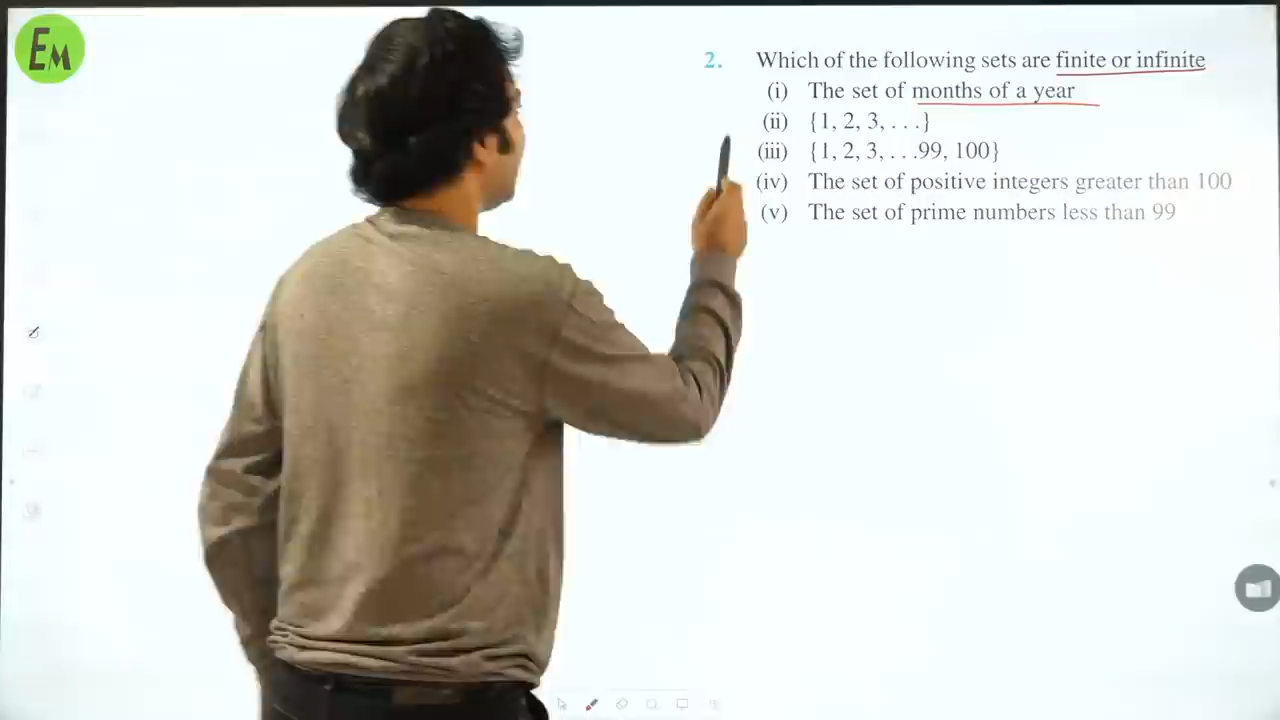 EM
2. Which of the following sets are finite or infinite
(i) The set of months of a year
(ii) {1, 2, 3, . . .}
(iii) {1, 2, 3, . . .99, 100}
(iv) The set of positive integers greater than 100
(v) The set of prime numbers less than 99